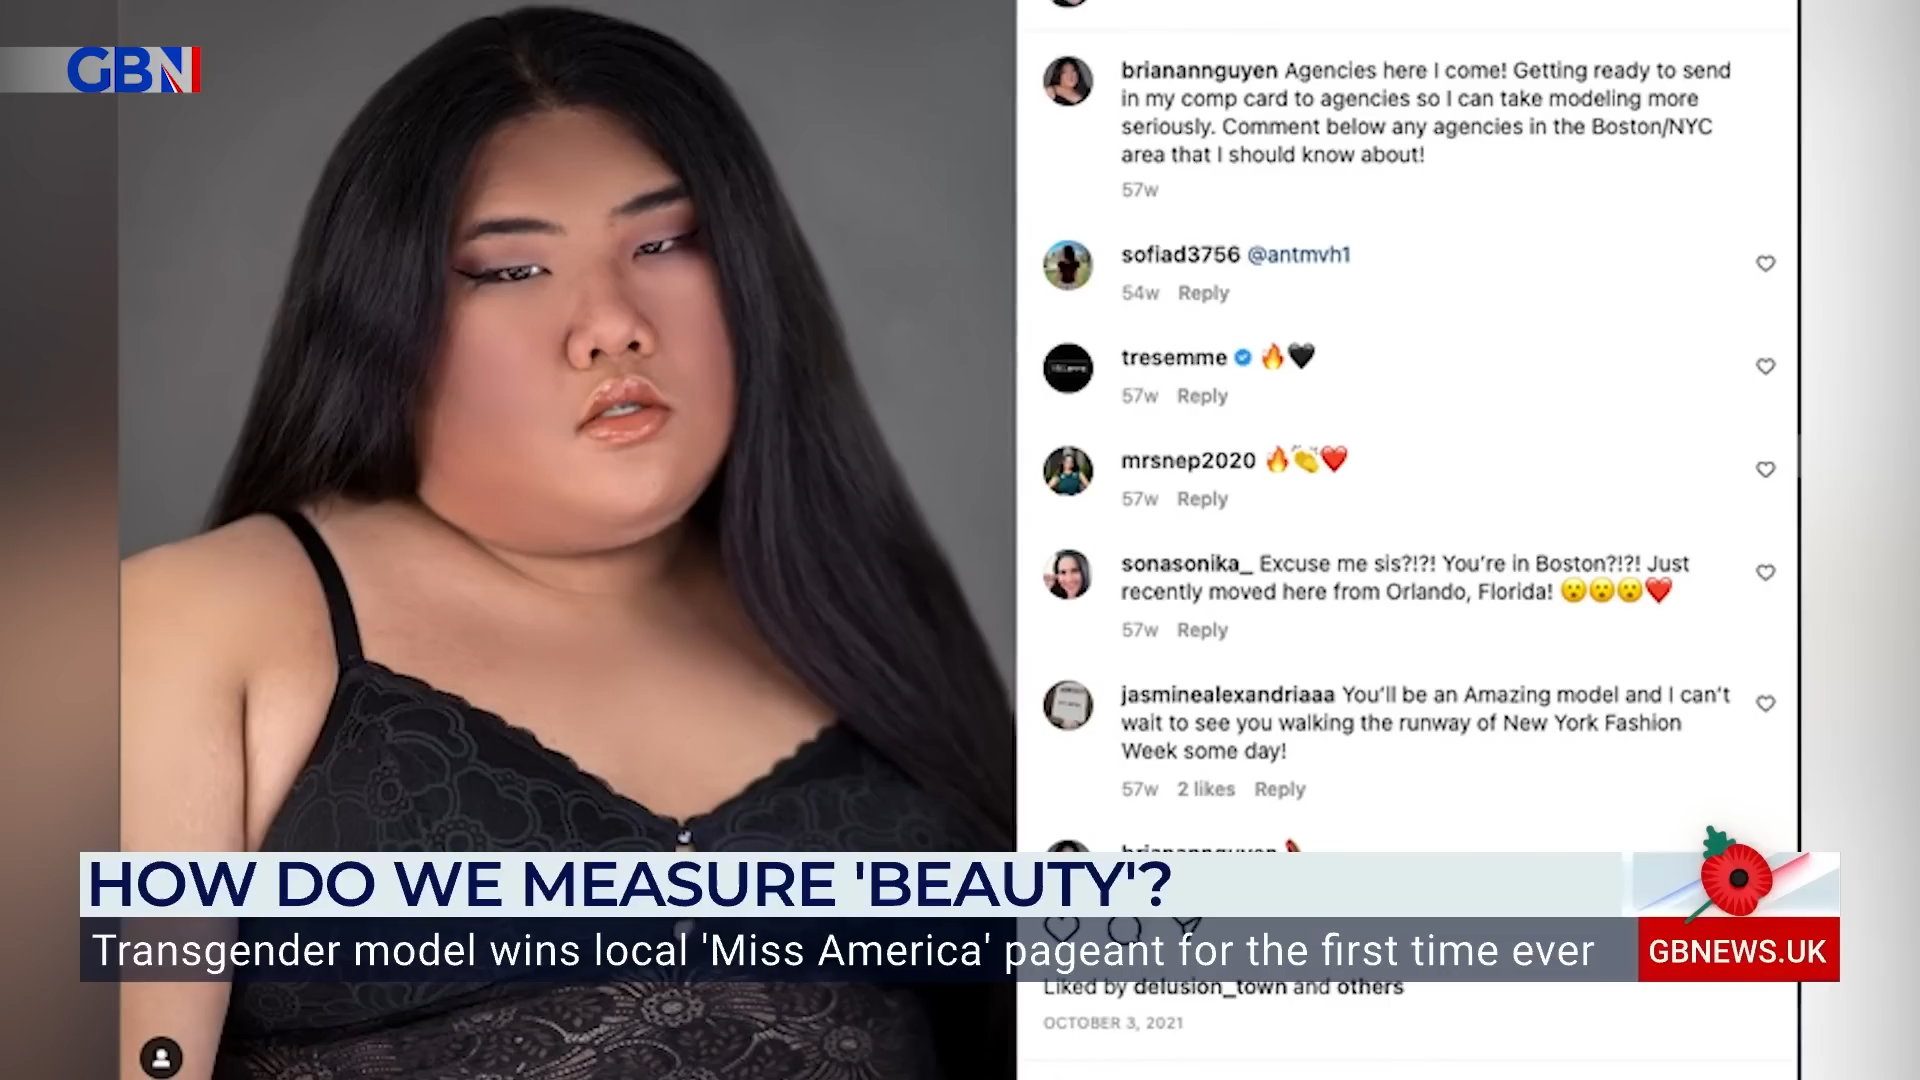 GBN
brianannguyen Agencies here I come! Getting ready to send
in my comp card to agencies so I can take modeling more
seriously. Comment below any agencies in the Boston/NYC
area that I should know about!
57w
sofiad3756 @antmvh1
54w Reply
tresemme 🔥🖤
57w Reply
mrsnep2020 🔥👏❤️
57w Reply
sonasonika_ Excuse me sis?!?! You're in Boston?!?! Just
recently moved here from Orlando, Florida! 😮😮😮❤️
57w Reply
jasminealexandriaaa You'll be an Amazing model and I can't
wait to see you walking the runway of New York Fashion
Week some day!
57w 2 likes Reply
brianannguyen
HOW DO WE MEASURE 'BEAUTY'?
Transgender model wins local 'Miss America' pageant for the first time ever
GBNEWS.UK
Liked by delusion_town and others
OCTOBER 3, 2021